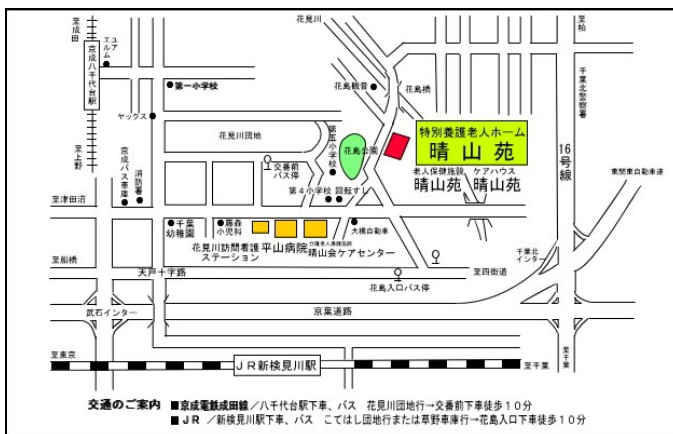 至成田
京成八千代台駅
至上野
ユアエルム
第一小学校
ヤックス
京成バス車庫
消防署
花見川団地
交番前
バス停
花見川
花島観音
花島橋
花島公園
第五小学校
第4小学校
回転すし
特別養護老人ホーム
晴山苑
老人保健施設
晴山苑
ケアハウス
晴山苑
至柏
千葉北警察署
16号線
東関東自動車道
千葉北
インター
至津田沼
千葉
幼稚園
藤森
小児科
大橋自動車
花見川訪問看護
ステーション
平山病院
介護老人保健施設
晴山会ケアセンター
至船橋
天戸十字路
花島入口バス停
至四街道
武石インター
京葉道路
至東京
JR新検見川駅
至千葉
至千葉
交通のご案内 ■京成電鉄成田線/八千代台駅下車、バス 花見川団地行→交番前下車徒歩10分
■JR /新検見川駅下車、バス こてはし団地行または草野車庫行→花島入口下車徒歩10分